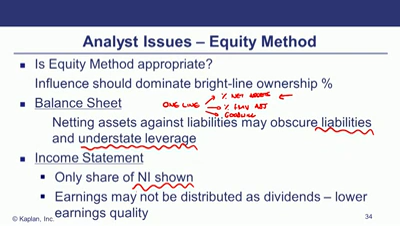 Analyst Issues – Equity Method
Is Equity Method appropriate?
Influence should dominate bright-line ownership %
Balance Sheet
ONE LINE
% NET ASSETS
% FMV ADJ
GOODWILL
Netting assets against liabilities may obscure liabilities
and understate leverage
Income Statement
Only share of NI shown
Earnings may not be distributed as dividends – lower
earnings quality
© Kaplan, Inc.
34